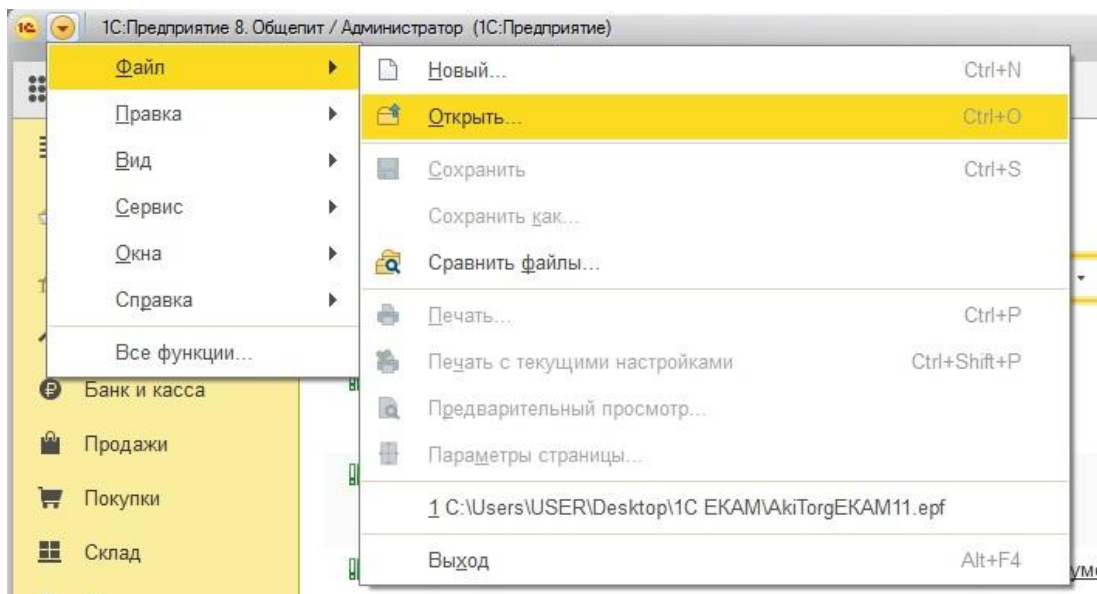 1С:Предприятие 8. Общепит / Администратор (1С:Предприятие)
Файл
Правка
Вид
Сервис
Окна
Справка
Все функции...
Новый... Ctrl+N
Открыть... Ctrl+O
Сохранить Ctrl+S
Сохранить как...
Сравнить файлы...
Печать... Ctrl+P
Печать с текущими настройками Ctrl+Shift+P
Предварительный просмотр...
Параметры страницы...
1 C:\Users\USER\Desktop\1C EKAM\AkiTorgEKAM11.epf
Выход Alt+F4
Банк и касса
Продажи
Покупки
Склад